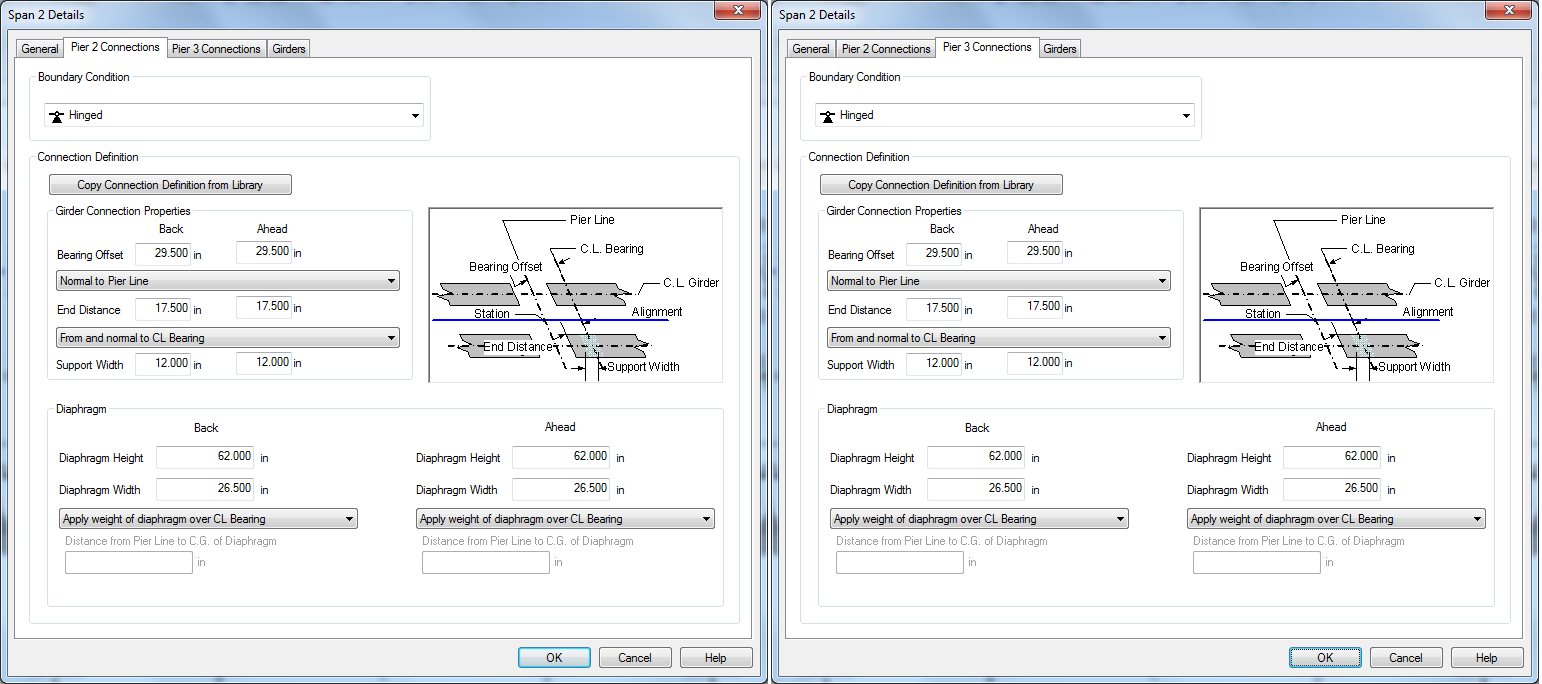 Span 2 Details
General Pier 2 Connections Pier 3 Connections Girders
Boundary Condition
Hinged
Connection Definition
Copy Connection Definition from Library
Girder Connection Properties
Back Ahead
Bearing Offset 29.500 in 29.500 in
Normal to Pier Line
End Distance 17.500 in 17.500 in
From and normal to CL Bearing
Support Width 12.000 in 12.000 in
Pier Line
C.L. Bearing
Bearing Offset
C.L. Girder
Station
Alignment
End Distance
Support Width
Diaphragm
Back Ahead
Diaphragm Height 62.000 in Diaphragm Height 62.000 in
Diaphragm Width 26.500 in Diaphragm Width 26.500 in
Apply weight of diaphragm over CL Bearing Apply weight of diaphragm over CL Bearing
Distance from Pier Line to C.G. of Diaphragm Distance from Pier Line to C.G. of Diaphragm
in in
OK Cancel Help
Span 2 Details
General Pier 2 Connections Pier 3 Connections Girders
Boundary Condition
Hinged
Connection Definition
Copy Connection Definition from Library
Girder Connection Properties
Back Ahead
Bearing Offset 29.500 in 29.500 in
Normal to Pier Line
End Distance 17.500 in 17.500 in
From and normal to CL Bearing
Support Width 12.000 in 12.000 in
Pier Line
C.L. Bearing
Bearing Offset
C.L. Girder
Station
Alignment
End Distance
Support Width
Diaphragm
Back Ahead
Diaphragm Height 62.000 in Diaphragm Height 62.000 in
Diaphragm Width 26.500 in Diaphragm Width 26.500 in
Apply weight of diaphragm over CL Bearing Apply weight of diaphragm over CL Bearing
Distance from Pier Line to C.G. of Diaphragm Distance from Pier Line to C.G. of Diaphragm
in in
OK Cancel Help